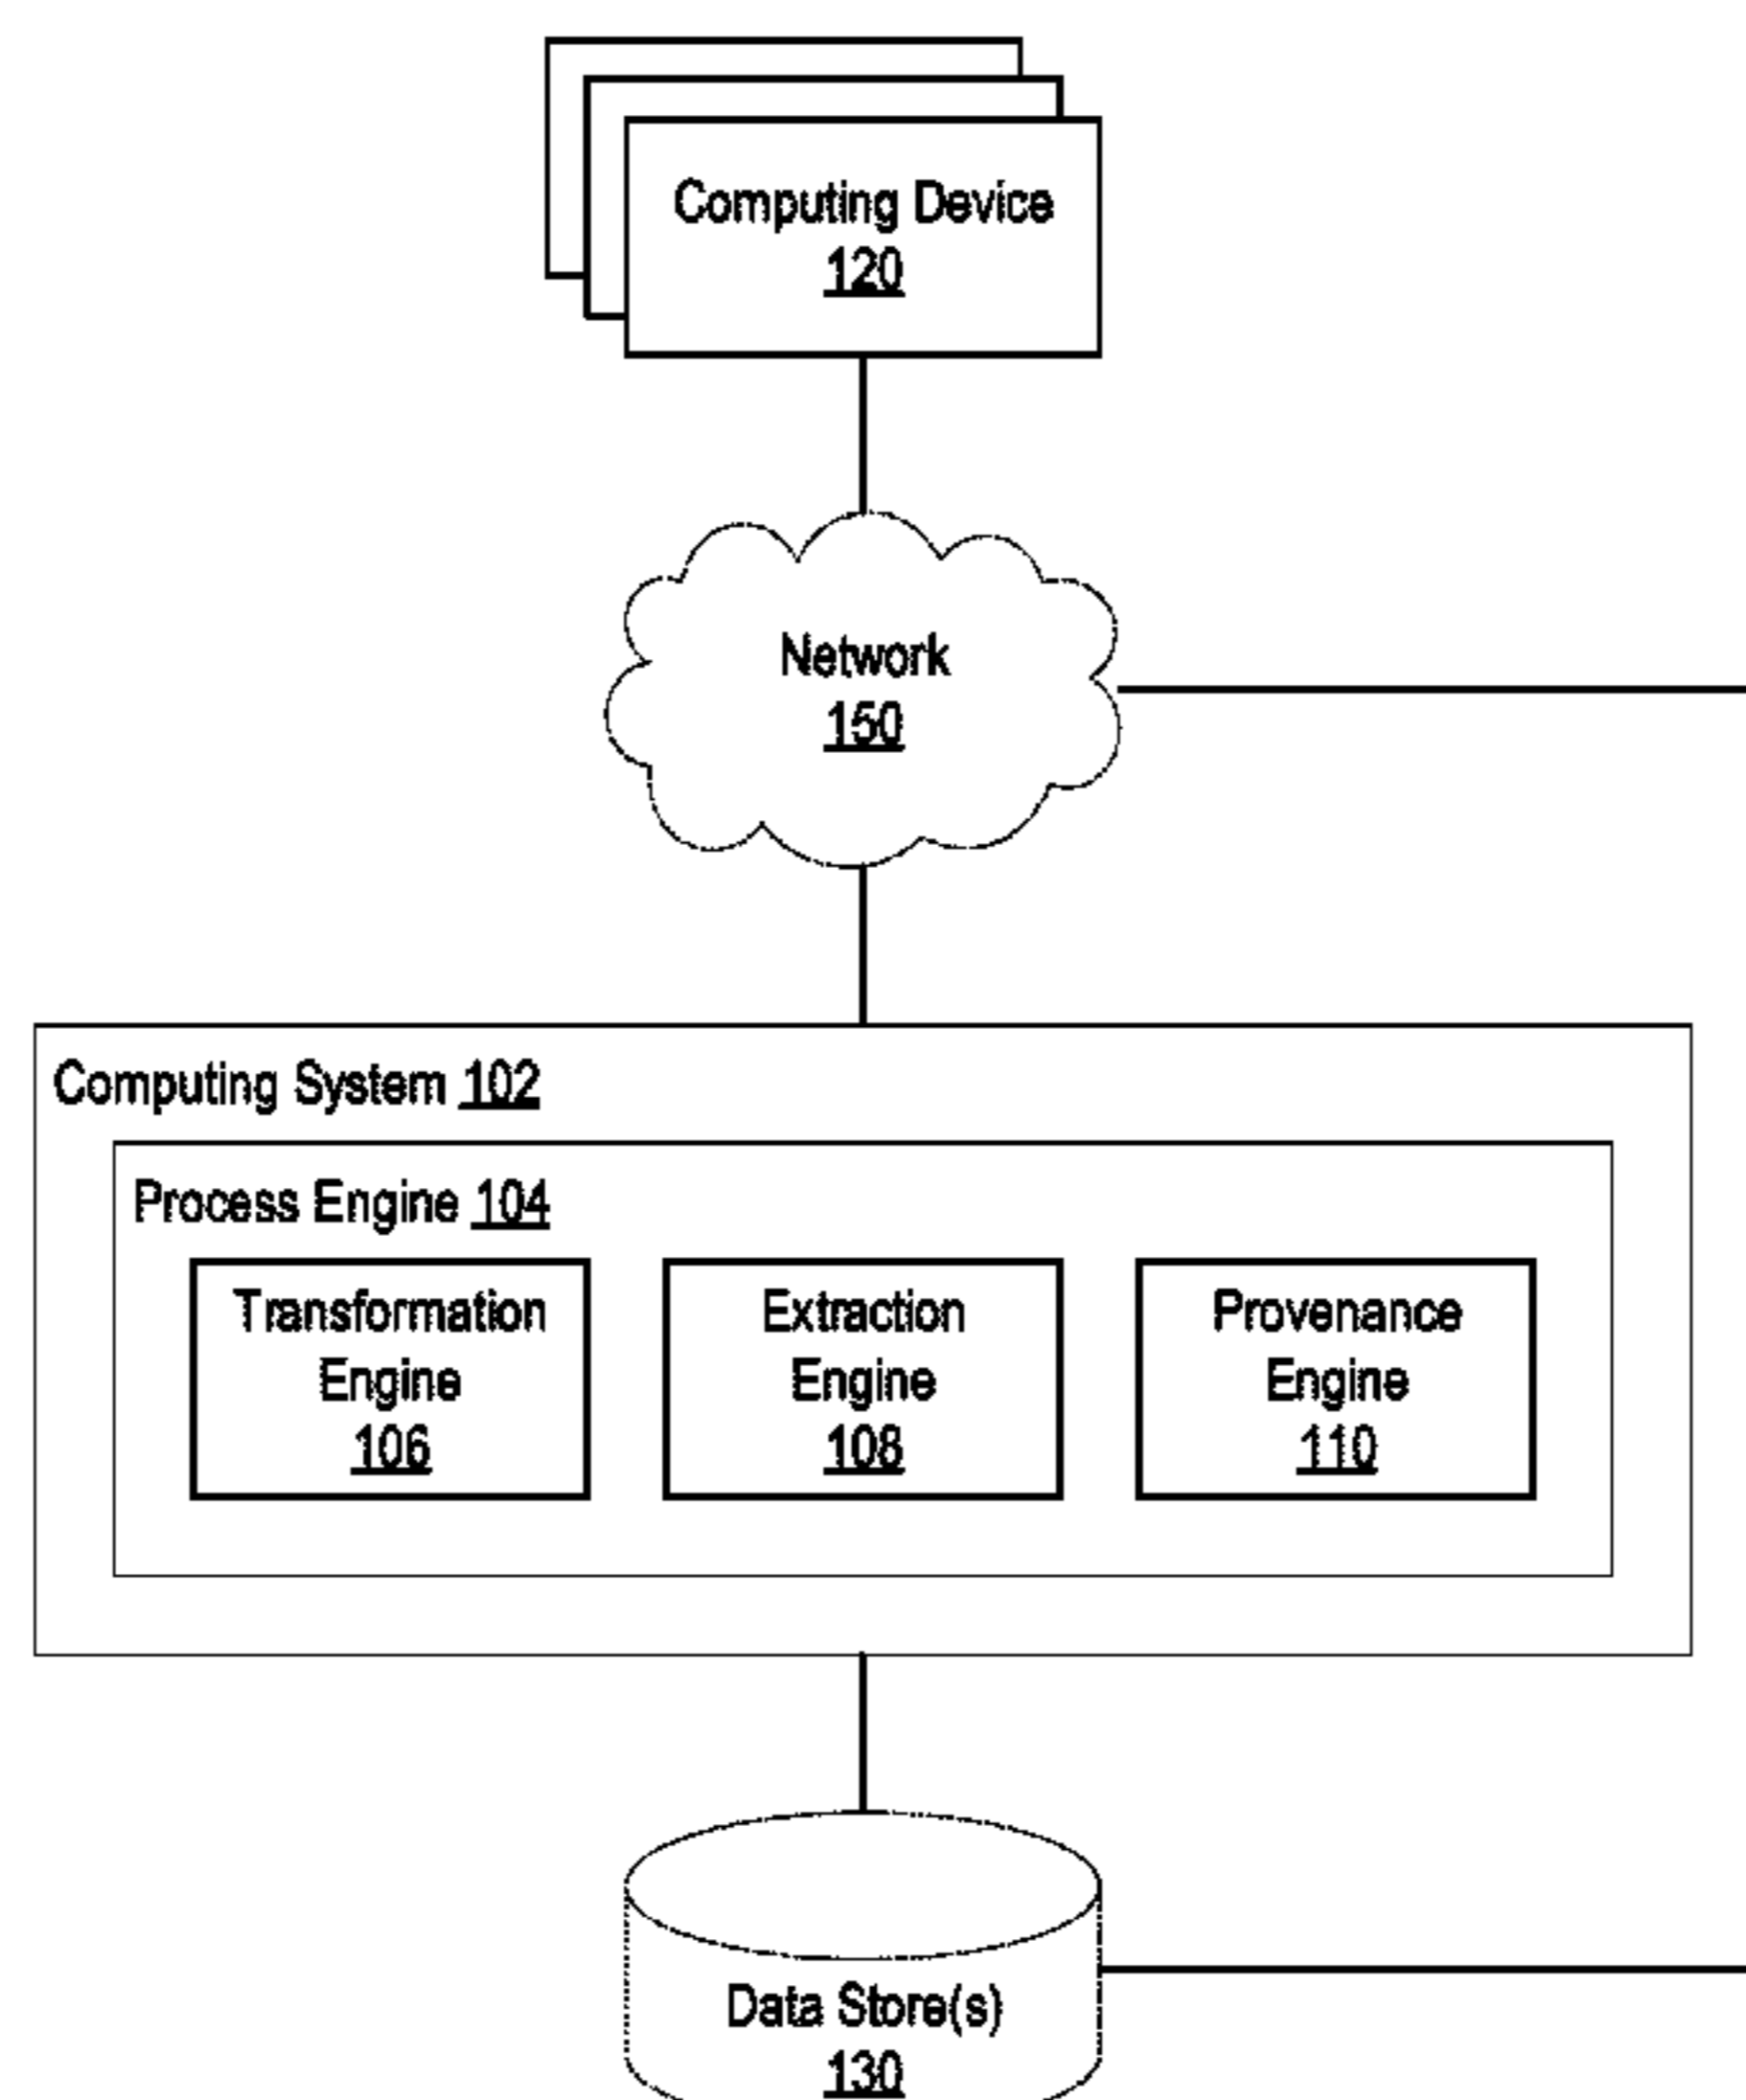 Computing Device
120
Network
150
Computing System 102
Process Engine 104
Transformation
Engine
106
Extraction
Engine
108
Provenance
Engine
110
Data Store(s)
130